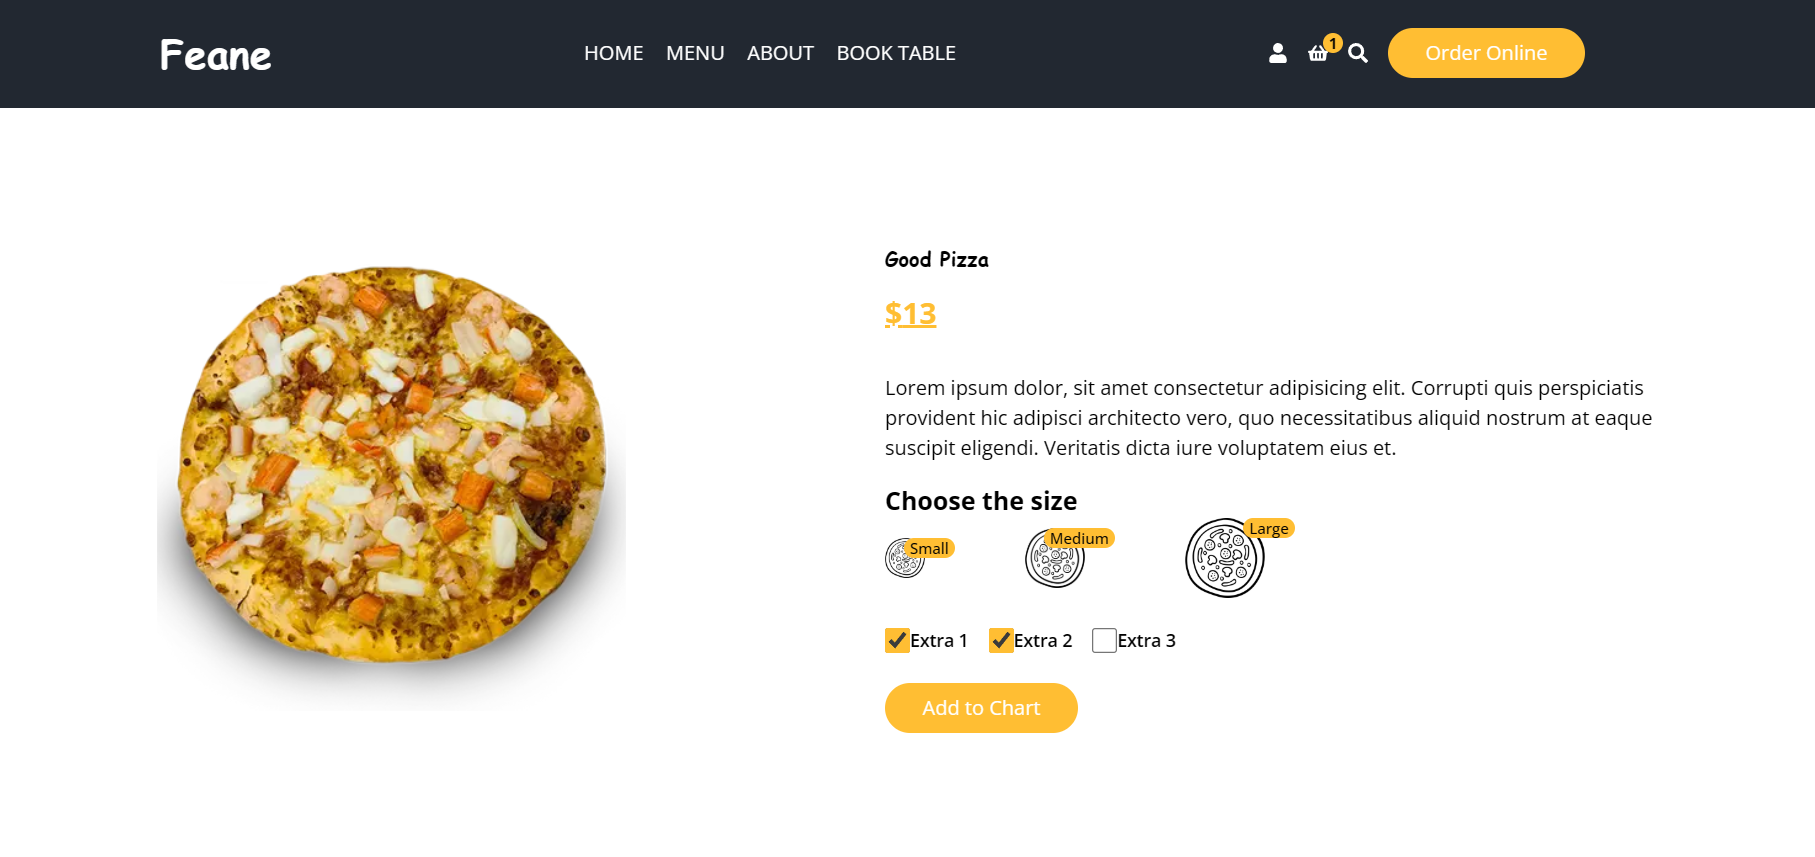 Feane
HOME MENU ABOUT BOOK TABLE
1
Order Online
Good Pizza
$13
Lorem ipsum dolor, sit amet consectetur adipisicing elit. Corrupti quis perspiciatis
provident hic adipisci architecto vero, quo necessitatibus aliquid nostrum at eaque
suscipit eligendi. Veritatis dicta iure voluptatem eius et.
Choose the size
Small Medium Large
Extra 1 Extra 2 Extra 3
Add to Chart